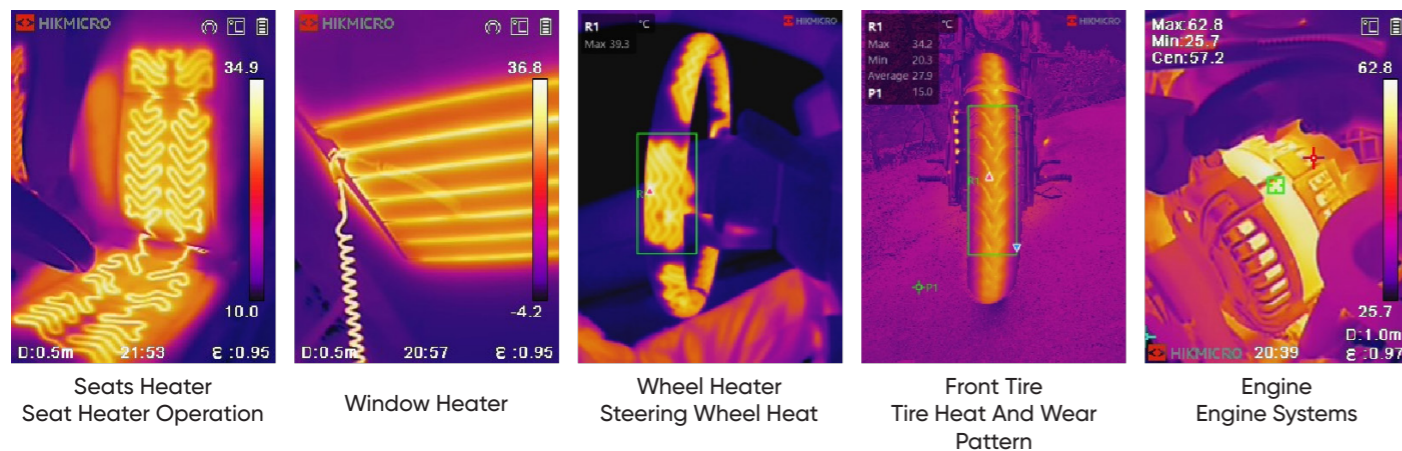 HIKMICRO
°C
34.9
10.0
D:0.5m 21:53 ε :0.95
Seats Heater
Seat Heater Operation
HIKMICRO
°C
36.8
-4.2
D:0.5m 20:57 ε :0.95
Window Heater
R1 °C
Max 39.3
HIKMICRO
R1
Wheel Heater
Steering Wheel Heat
R1 °C
Max 34.2
Min 20.3
Average 27.9
P1 15.0
HIKMICRO
R1
P1
Front Tire
Tire Heat And Wear
Pattern
Max:62.8
Min:25.7
Cen:57.2
°C
62.8
25.7
D:1.0m
HIKMICRO 20:39 ε :0.97
Engine
Engine Systems